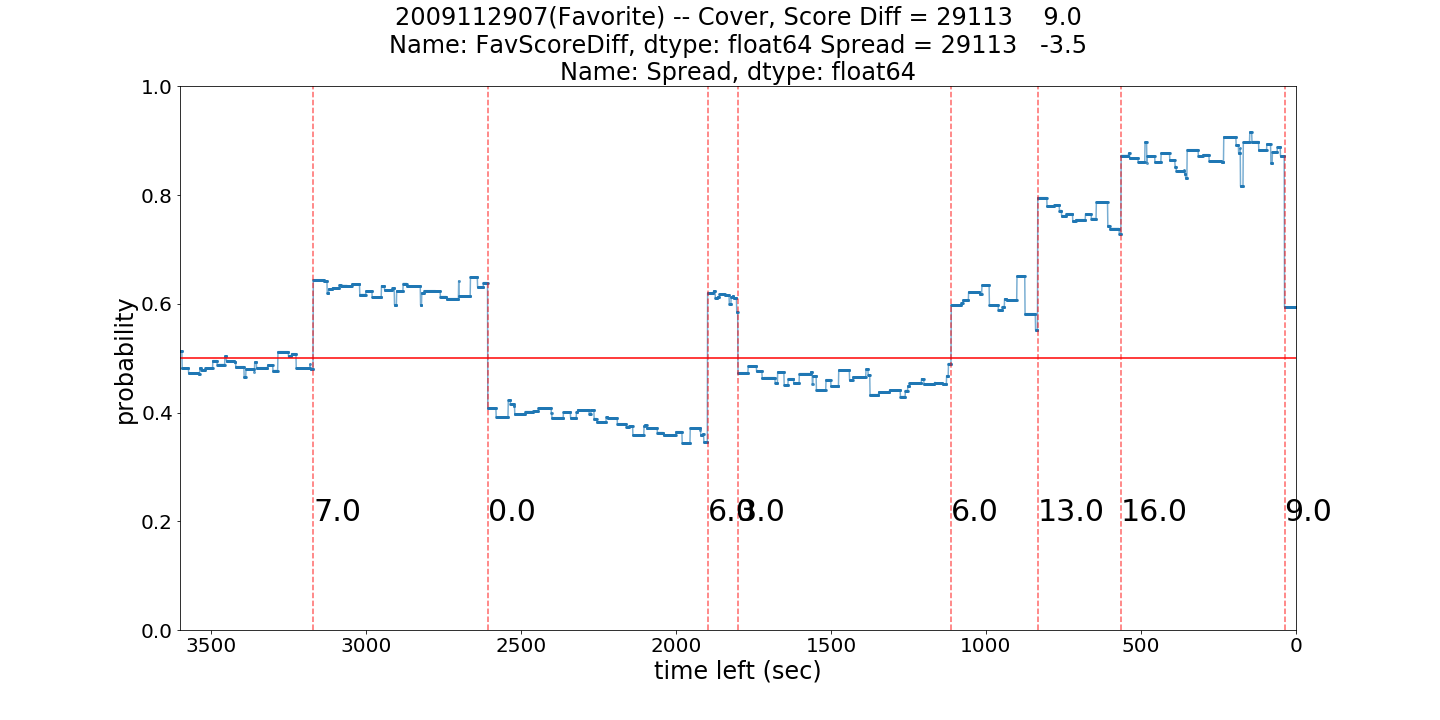 2009112907(Favorite) -- Cover, Score Diff = 29113    9.0
Name: FavScoreDiff, dtype: float64 Spread = 29113   -3.5
Name: Spread, dtype: float64
1.0
0.8
0.6
0.4
0.2
0.0
probability
7.0
0.0
6.0
3.0
6.0
13.0
16.0
9.0
3500 3000 2500 2000 1500 1000 500 0
time left (sec)